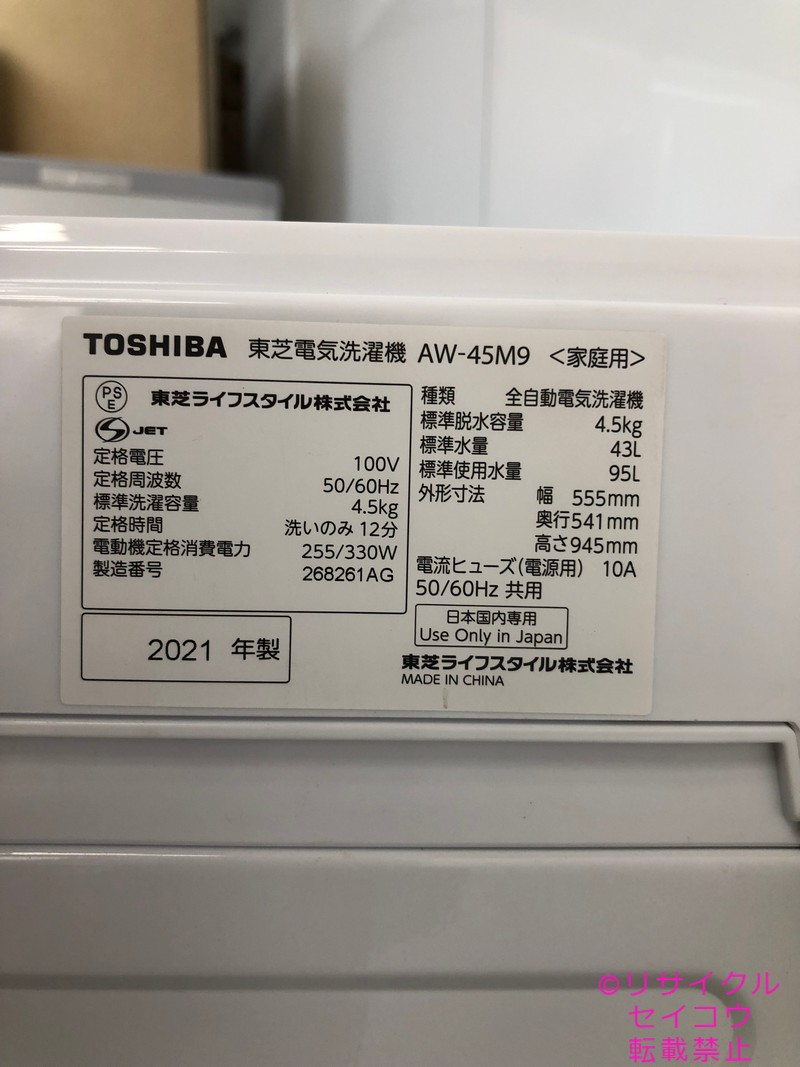 TOSHIBA 東芝電気洗濯機 AW-45M9 <家庭用>
PS
E
東芝ライフスタイル株式会社
S JET
定格電圧 100V
定格周波数 50/60Hz
標準洗濯容量 4.5kg
定格時間 洗いのみ 12分
電動機定格消費電力 255/330W
製造番号 268261AG
2021 年製
種類 全自動電気洗濯機
標準脱水容量 4.5kg
標準水量 43L
標準使用水量 95L
外形寸法 幅 555mm
奥行541mm
高さ945mm
電流ヒューズ(電源用) 10A
50/60Hz 共用
日本国内専用
Use Only in Japan
東芝ライフスタイル株式会社
MADE IN CHINA
©リサイクル
セイコウ
転載禁止